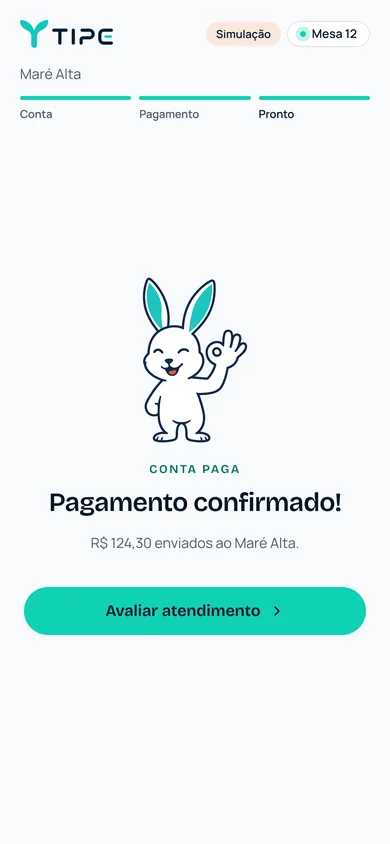 TIPE
Simulação
Mesa 12
Maré Alta
Conta
Pagamento
Pronto
CONTA PAGA
Pagamento confirmado!
R$ 124,30 enviados ao Maré Alta.
Avaliar atendimento